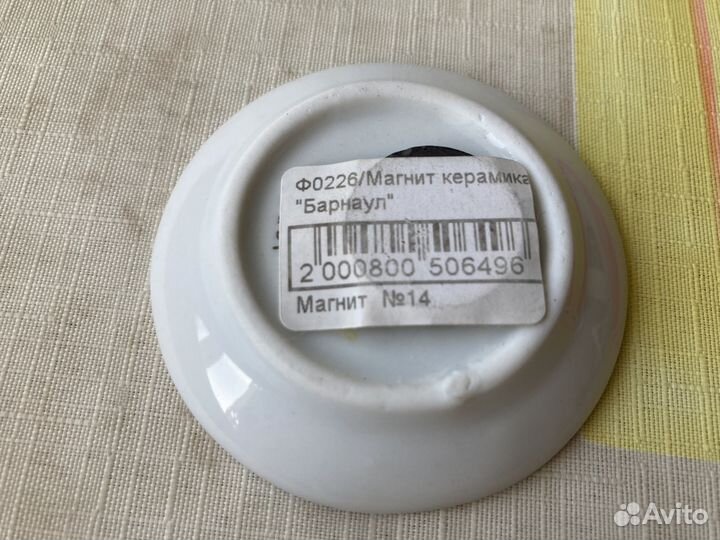 Ф0226/Магнит керамика
"Барнаул"
2 000800 506496
Магнит №14
Avito